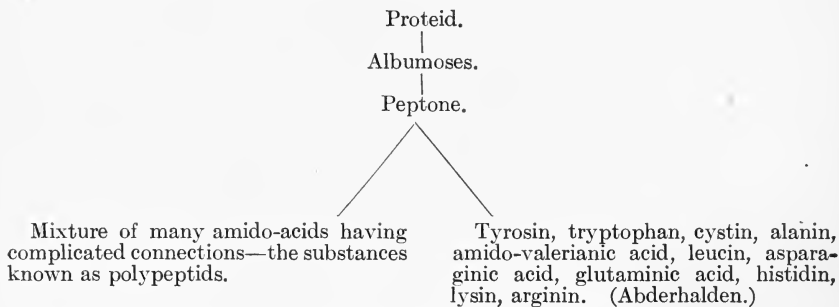 Proteid.
Albumoses.
Peptone.
Mixture of many amido-acids having
complicated connections—the substances
known as polypeptids.
Tyrosin, tryptophan, cystin, alanin,
amido-valerianic acid, leucin, aspara-
ginic acid, glutaminic acid, histidin,
lysin, arginin. (Abderhalden.)